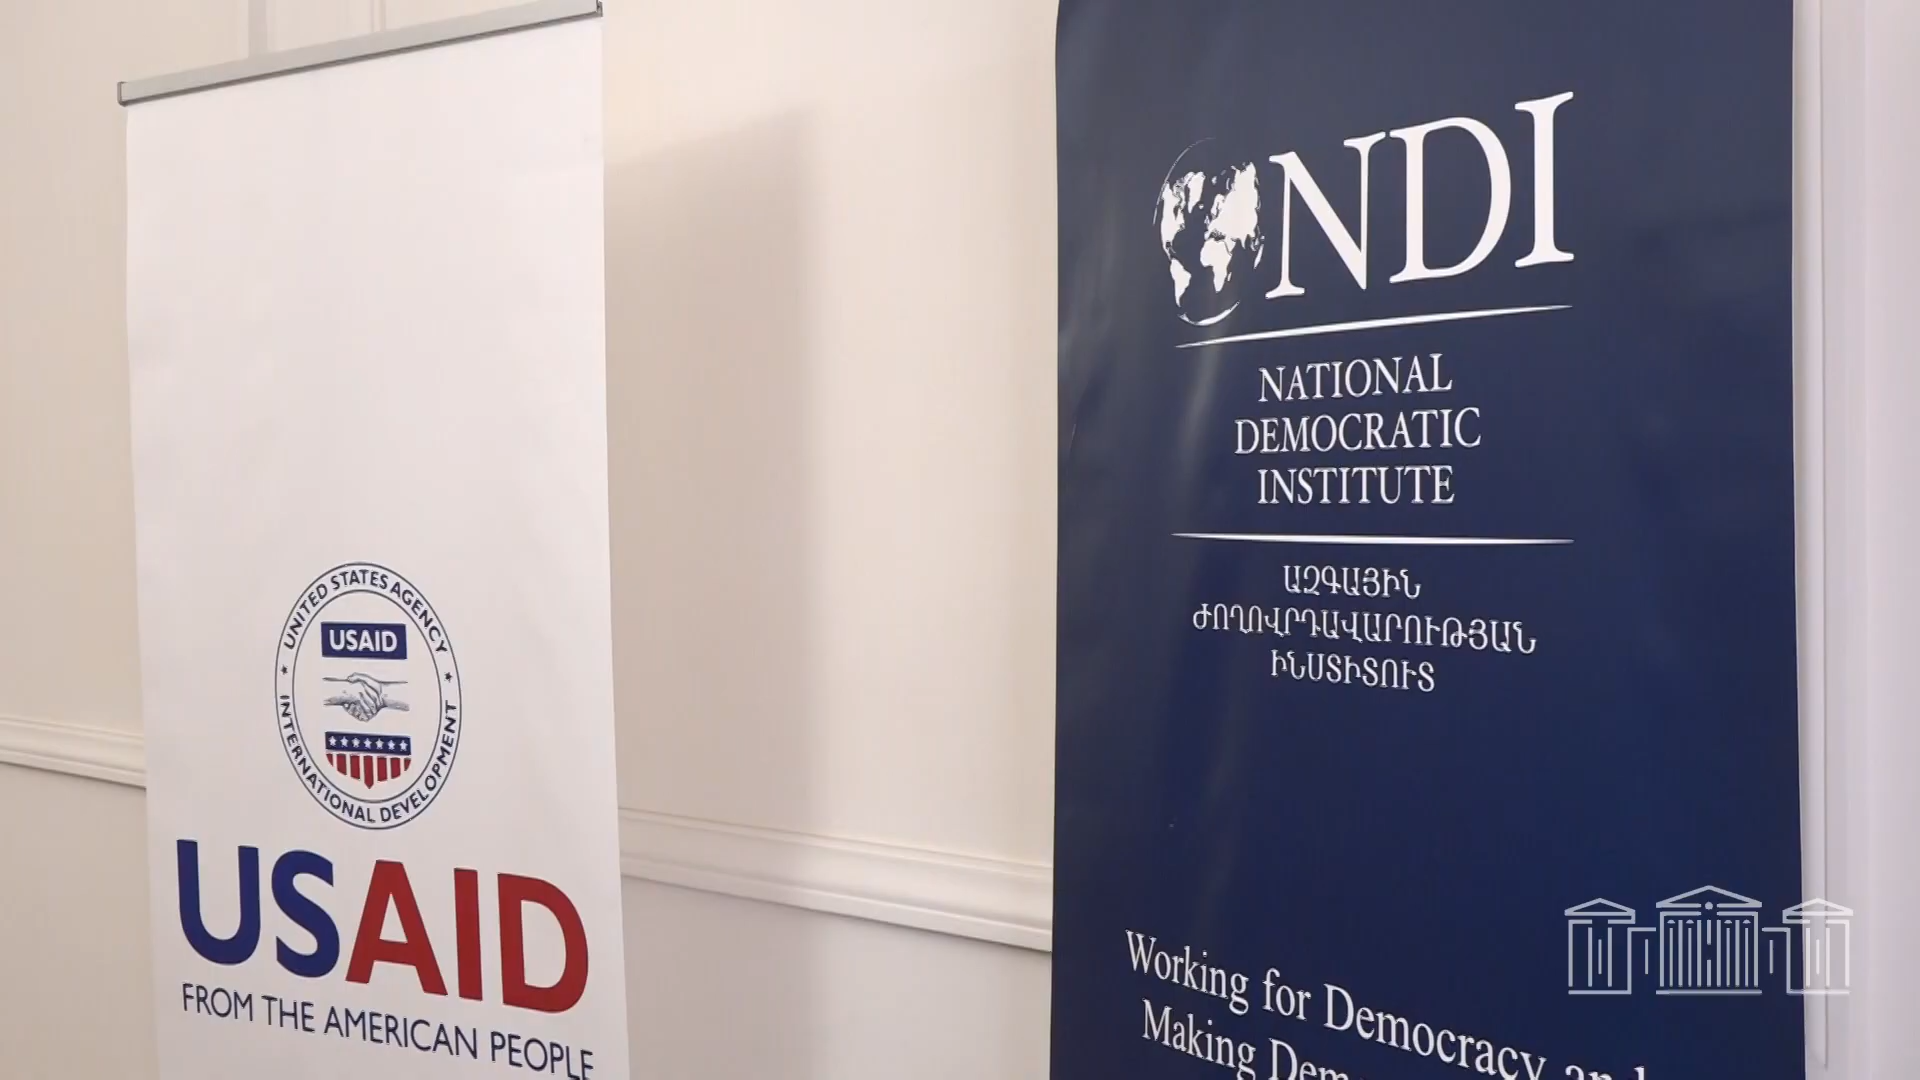 UNITED STATES AGENCY
INTERNATIONAL DEVELOPMENT
USAID
USAID
FROM THE AMERICAN PEOPLE
NDI
NATIONAL
DEMOCRATIC
INSTITUTE
ԱԶԳԱՅԻՆ
ԺՈՂՈՎՐԴԱՎԱՐՈՒԹՅԱՆ
ԻՆՍՏԻՏՈՒՏ
Working for Democracy and
Making